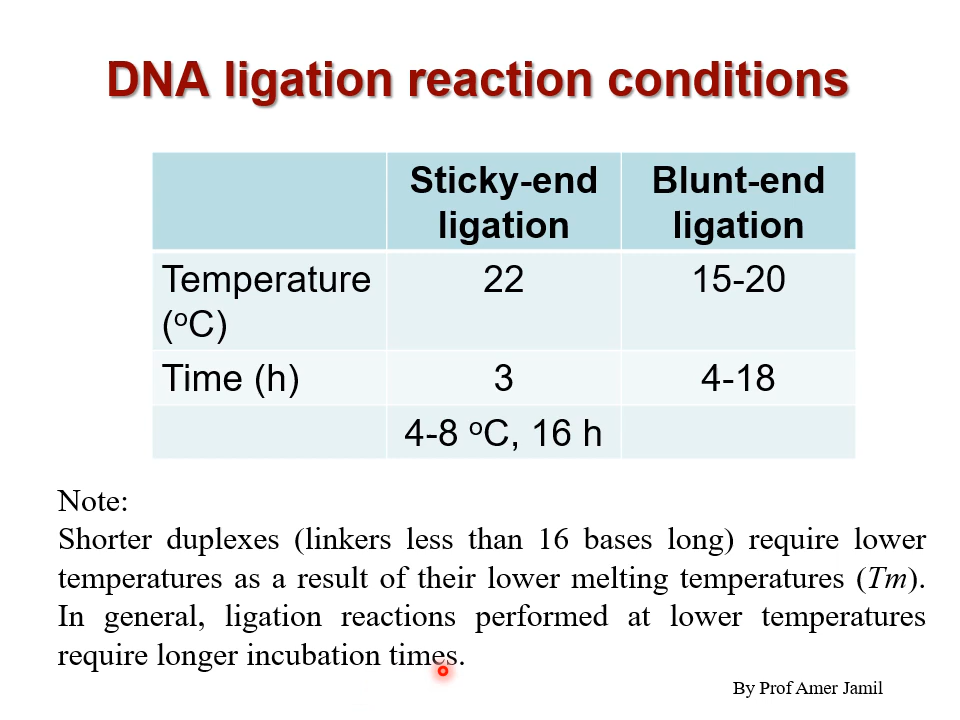 DNA ligation reaction conditions
Sticky-end ligation Blunt-end ligation
Temperature (ºC) 22 15-20
Time (h) 3 4-18
4-8 ºC, 16 h
Note:
Shorter duplexes (linkers less than 16 bases long) require lower
temperatures as a result of their lower melting temperatures (Tm).
In general, ligation reactions performed at lower temperatures
require longer incubation times.
By Prof Amer Jamil